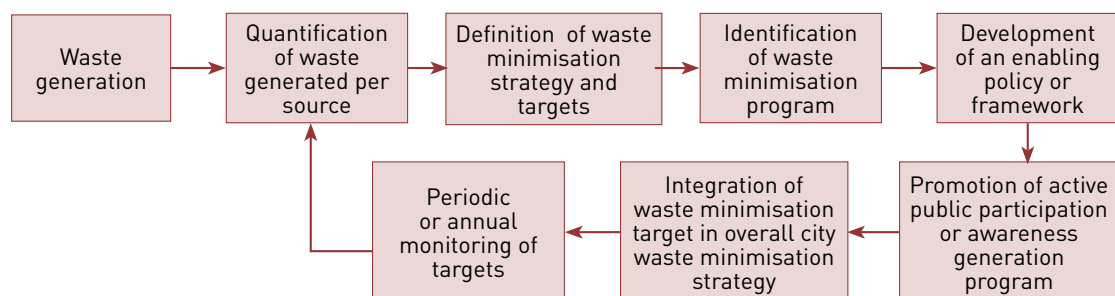 Waste
generation
Quantification
of waste
generated per
source
Definition of waste
minimisation
strategy and
targets
Identification
of waste
minimisation
program
Development
of an enabling
policy or
framework
Promotion of active
public participation
or awareness
generation
program
Integration of
waste minimisation
target in overall city
waste minimisation
strategy
Periodic
or annual
monitoring of
targets